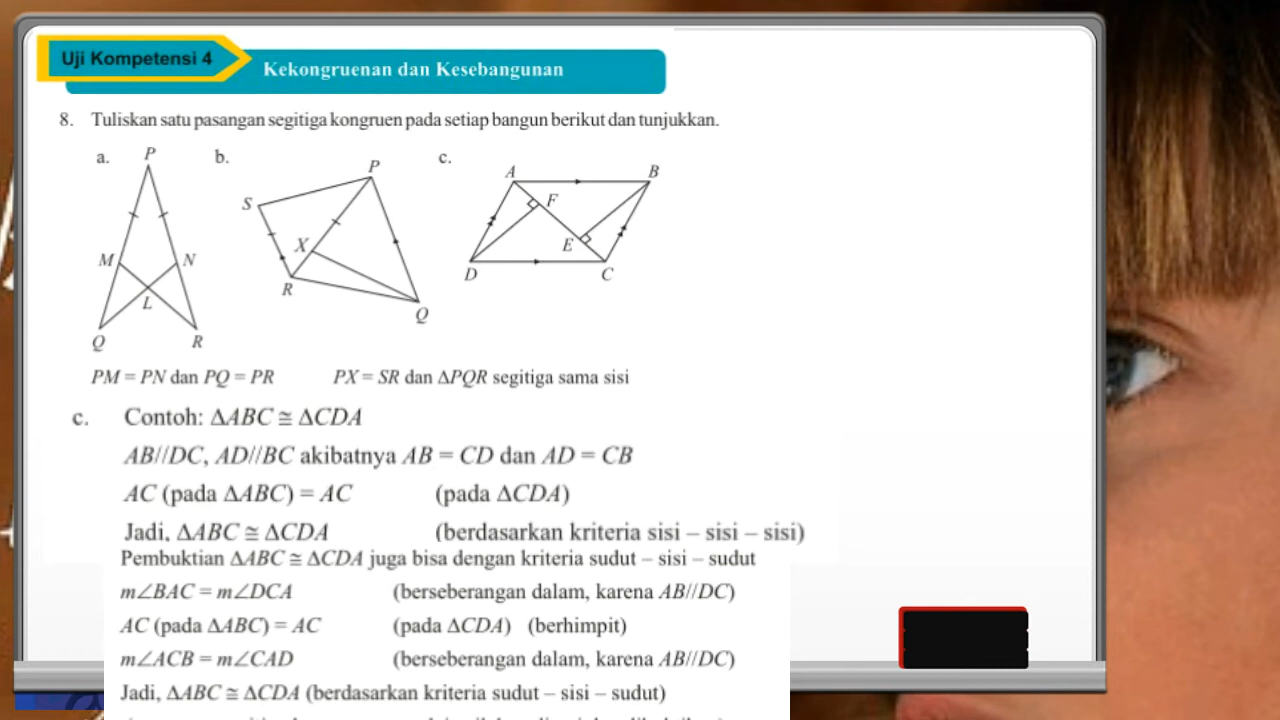 Uji Kompetensi 4
Kekongruenan dan Kesebangunan
8. Tuliskan satu pasangan segitiga kongruen pada setiap bangun berikut dan tunjukkan.
a. b. c.
P
M N
L
Q R
P
S
X
R
Q
A B
F
E
D C
PM = PN dan PQ = PR PX = SR dan ΔPQR segitiga sama sisi
c. Contoh: ΔABC ≅ ΔCDA
AB//DC, AD//BC akibatnya AB = CD dan AD = CB
AC (pada ΔABC) = AC (pada ΔCDA)
Jadi, ΔABC ≅ ΔCDA (berdasarkan kriteria sisi – sisi – sisi)
Pembuktian ΔABC ≅ ΔCDA juga bisa dengan kriteria sudut – sisi – sudut
m∠BAC = m∠DCA (berseberangan dalam, karena AB//DC)
AC (pada ΔABC) = AC (pada ΔCDA) (berhimpit)
m∠ACB = m∠CAD (berseberangan dalam, karena AB//DC)
Jadi, ΔABC ≅ ΔCDA (berdasarkan kriteria sudut – sisi – sudut)